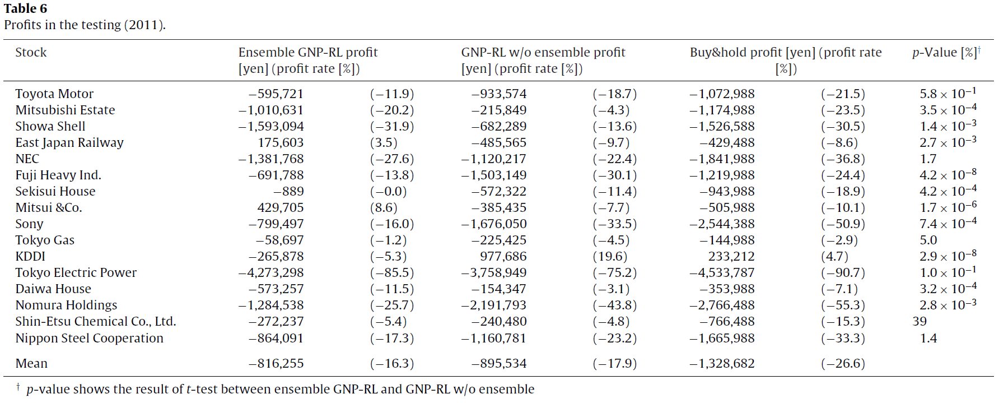 Table 6
Profits in the testing (2011).
Stock Ensemble GNP-RL profit GNP-RL w/o ensemble profit Buy&hold profit [yen] (profit rate p-Value [%]†
[yen] (profit rate [%]) [yen] (profit rate [%]) [%])
Toyota Motor −595,721 (−11.9) −933,574 (−18.7) −1,072,988 (−21.5) 5.8 × 10⁻¹
Mitsubishi Estate −1,010,631 (−20.2) −215,849 (−4.3) −1,174,988 (−23.5) 3.5 × 10⁻⁴
Showa Shell −1,593,094 (−31.9) −682,289 (−13.6) −1,526,588 (−30.5) 1.4 × 10⁻³
East Japan Railway 175,603 (3.5) −485,565 (−9.7) −429,488 (−8.6) 2.7 × 10⁻³
NEC −1,381,768 (−27.6) −1,120,217 (−22.4) −1,841,988 (−36.8) 1.7
Fuji Heavy Ind. −691,788 (−13.8) −1,503,149 (−30.1) −1,219,988 (−24.4) 4.2 × 10⁻⁸
Sekisui House −889 (−0.0) −572,322 (−11.4) −943,988 (−18.9) 4.2 × 10⁻⁴
Mitsui &Co. 429,705 (8.6) −385,435 (−7.7) −505,988 (−10.1) 1.7 × 10⁻⁶
Sony −799,497 (−16.0) −1,676,050 (−33.5) −2,544,388 (−50.9) 7.4 × 10⁻⁴
Tokyo Gas −58,697 (−1.2) −225,425 (−4.5) −144,988 (−2.9) 5.0
KDDI −265,878 (−5.3) 977,686 (19.6) 233,212 (4.7) 2.9 × 10⁻⁸
Tokyo Electric Power −4,273,298 (−85.5) −3,758,949 (−75.2) −4,533,787 (−90.7) 1.0 × 10⁻¹
Daiwa House −573,257 (−11.5) −154,347 (−3.1) −353,988 (−7.1) 3.2 × 10⁻⁴
Nomura Holdings −1,284,538 (−25.7) −2,191,793 (−43.8) −2,766,488 (−55.3) 2.8 × 10⁻³
Shin-Etsu Chemical Co., Ltd. −272,237 (−5.4) −240,480 (−4.8) −766,488 (−15.3) 39
Nippon Steel Cooperation −864,091 (−17.3) −1,160,781 (−23.2) −1,665,988 (−33.3) 1.4
Mean −816,255 (−16.3) −895,534 (−17.9) −1,328,682 (−26.6)
† p-value shows the result of t-test between ensemble GNP-RL and GNP-RL w/o ensemble